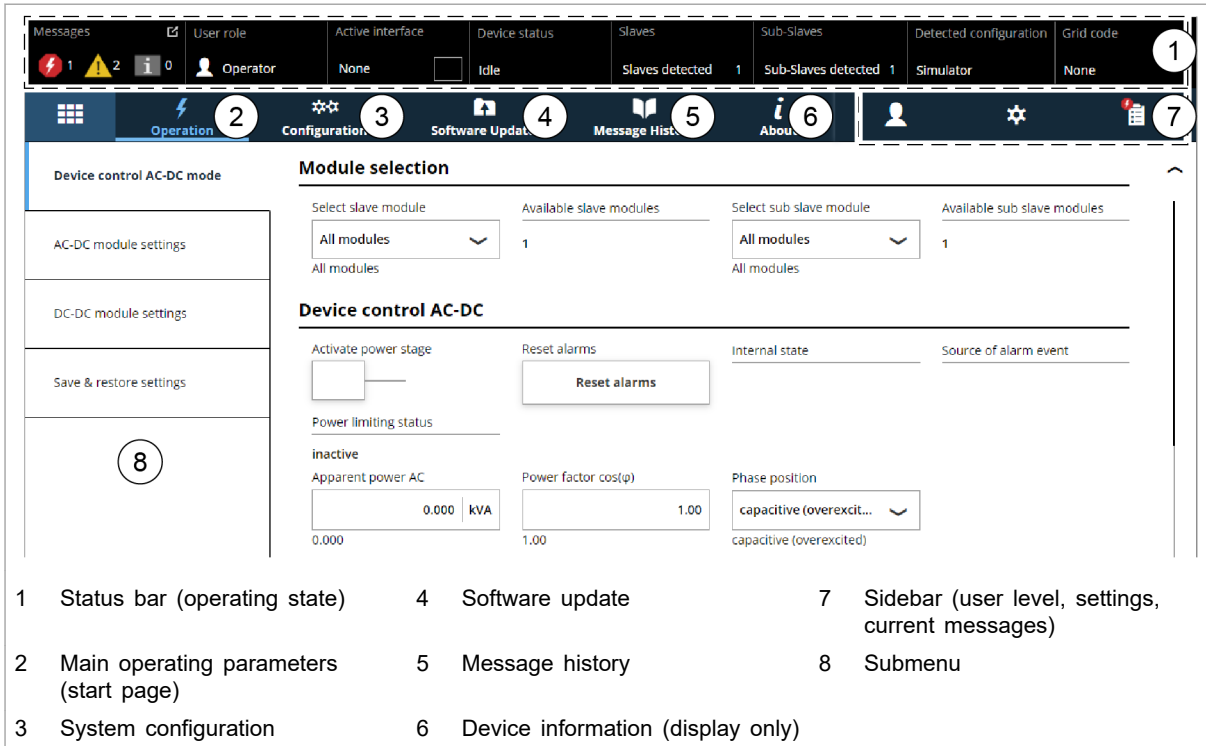 Messages User role Active interface Device status Slaves Sub-Slaves Detected configuration Grid code
1 2 0 Operator None Idle Slaves detected 1 Sub-Slaves detected 1 Simulator None
1
Operation 2 Configuration 3 Software Updat 4 Message Hist 5 About 6 7
Device control AC-DC mode
AC-DC module settings
DC-DC module settings
Save & restore settings
8
Module selection
Select slave module Available slave modules Select sub slave module Available sub slave modules
All modules 1 All modules 1
All modules All modules
Device control AC-DC
Activate power stage Reset alarms Internal state Source of alarm event
Reset alarms
Power limiting status
inactive
Apparent power AC Power factor cos(φ) Phase position
0.000 kVA 1.00 capacitive (overexcit...
0.000 1.00 capacitive (overexcited)
1 Status bar (operating state) 4 Software update 7 Sidebar (user level, settings,
current messages)
2 Main operating parameters 5 Message history 8 Submenu
(start page)
3 System configuration 6 Device information (display only)